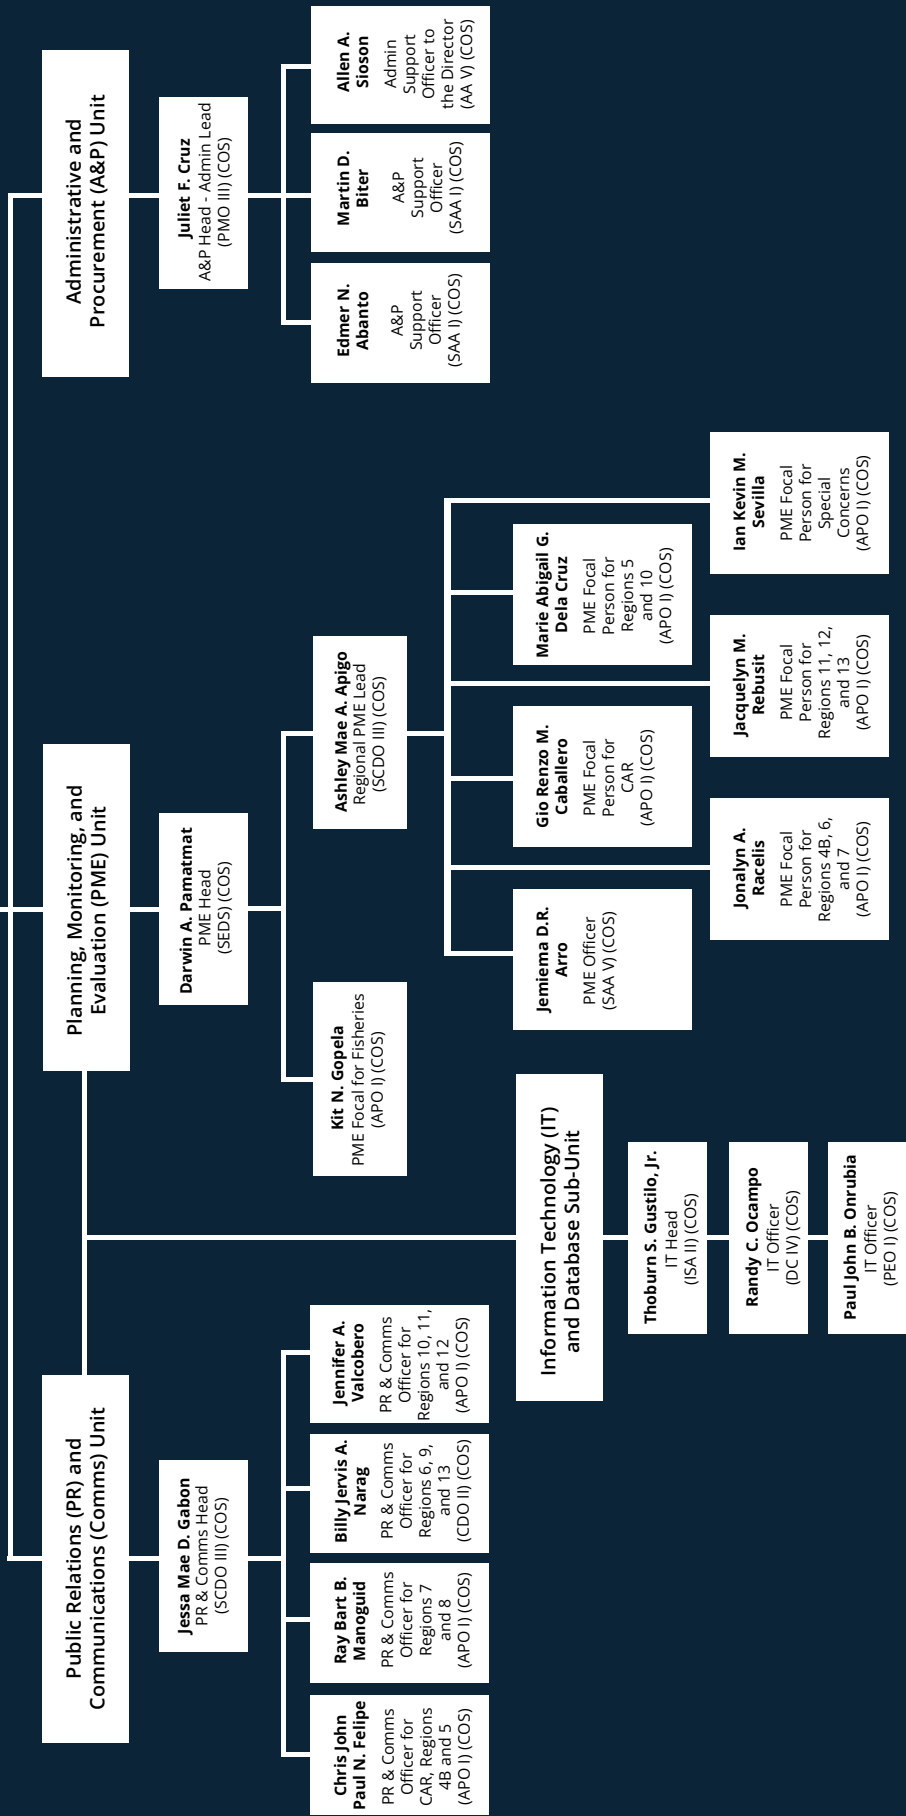 Public Relations (PR) and
Communications (Comms) Unit
Jessa Mae D. Gabon
PR & Comms Head
(SCDO III) (COS)
Chris John
Paul N. Felipe
PR & Comms
Officer for
CAR, Regions
4B and 5
(APO I) (COS)
Ray Bart B.
Manoguid
PR & Comms
Officer for
Regions 7
and 8
(APO I) (COS)
Billy Jervis A.
Narag
PR & Comms
Officer for
Regions 6, 9,
and 13
(CDO II) (COS)
Jennifer A.
Valcobero
PR & Comms
Officer for
Regions 10, 11,
and 12
(APO I) (COS)
Information Technology (IT)
and Database Sub-Unit
Thoburn S. Gustilo, Jr.
IT Head
(ISA II) (COS)
Randy C. Ocampo
IT Officer
(DC IV) (COS)
Paul John B. Onrubia
IT Officer
(PEO I) (COS)
Planning, Monitoring, and
Evaluation (PME) Unit
Darwin A. Pamatmat
PME Head
(SEDS) (COS)
Kit N. Gopela
PME Focal for Fisheries
(APO I) (COS)
Ashley Mae A. Apigo
Regional PME Lead
(SCDO III) (COS)
Jemiema D.R.
Arro
PME Officer
(SAA V) (COS)
Gio Renzo M.
Caballero
PME Focal
Person for
CAR
(APO I) (COS)
Marie Abigail G.
Dela Cruz
PME Focal
Person for
Regions 5
and 10
(APO I) (COS)
Jonalyn A.
Racelis
PME Focal
Person for
Regions 4B, 6,
and 7
(APO I) (COS)
Jacquelyn M.
Rebusit
PME Focal
Person for
Regions 11, 12,
and 13
(APO I) (COS)
Ian Kevin M.
Sevilla
PME Focal
Person for
Special
Concerns
(APO I) (COS)
Administrative and
Procurement (A&P) Unit
Juliet F. Cruz
A&P Head - Admin Lead
(PMO III) (COS)
Edmer N.
Abanto
A&P
Support
Officer
(SAA I) (COS)
Martin D.
Biter
A&P
Support
Officer
(SAA I) (COS)
Allen A.
Sioson
Admin
Support
Officer to
the Director
(AA V) (COS)